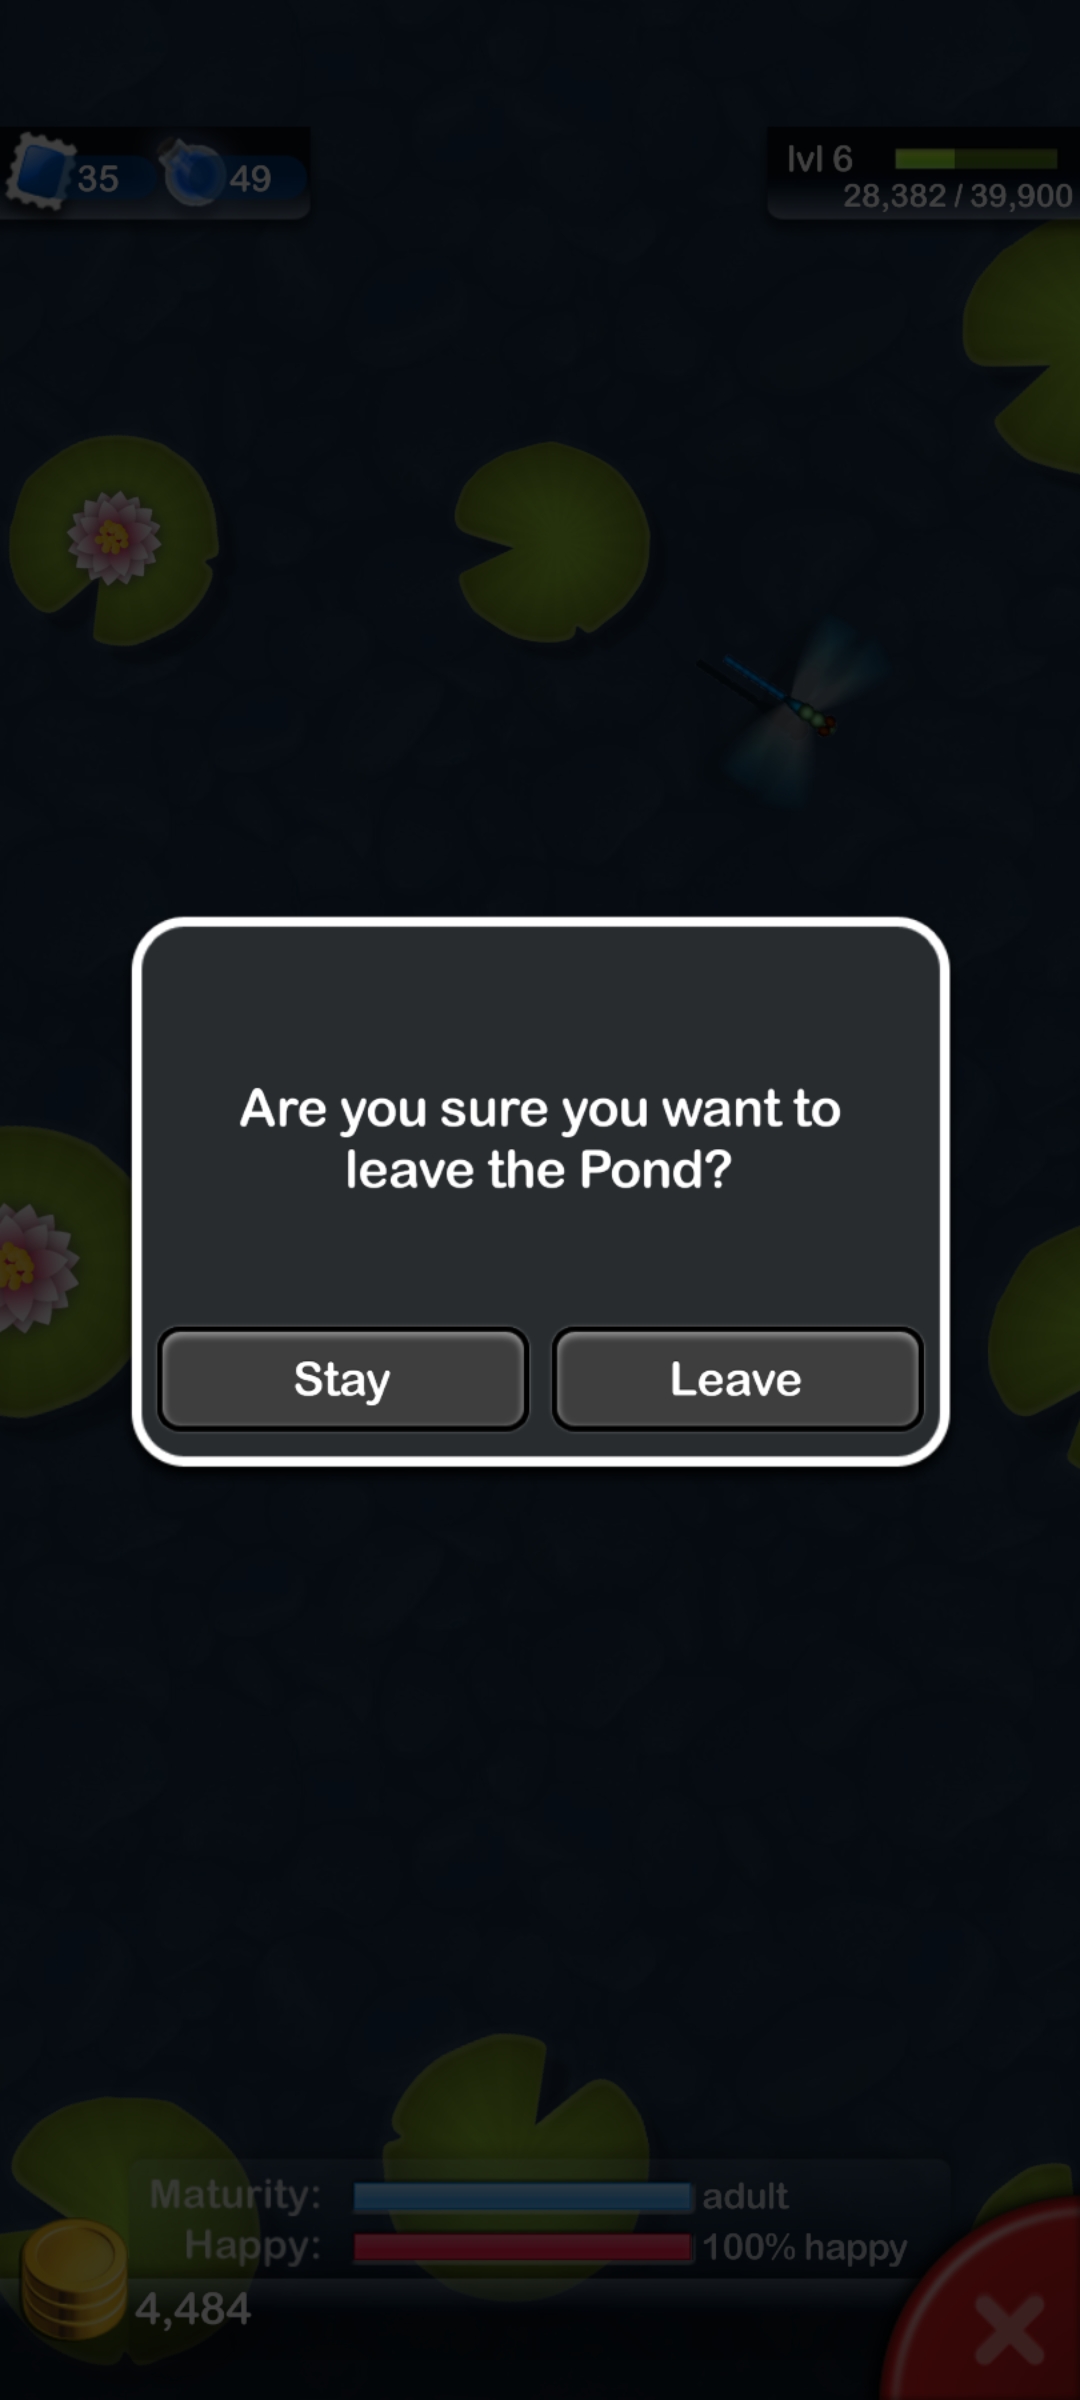 35
49
lvl 6
28,382 / 39,900
Are you sure you want to
leave the Pond?
Stay
Leave
Maturity:
adult
Happy:
100% happy
4,484